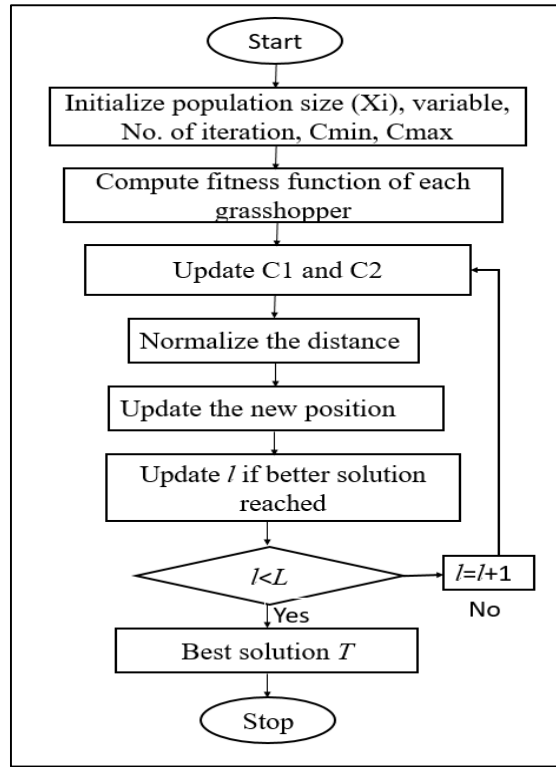 Start
Initialize population size (Xi), variable,
No. of iteration, Cmin, Cmax
Compute fitness function of each
grasshopper
Update C1 and C2
Normalize the distance
Update the new position
Update l if better solution
reached
l<L
l=l+1
No
Yes
Best solution T
Stop